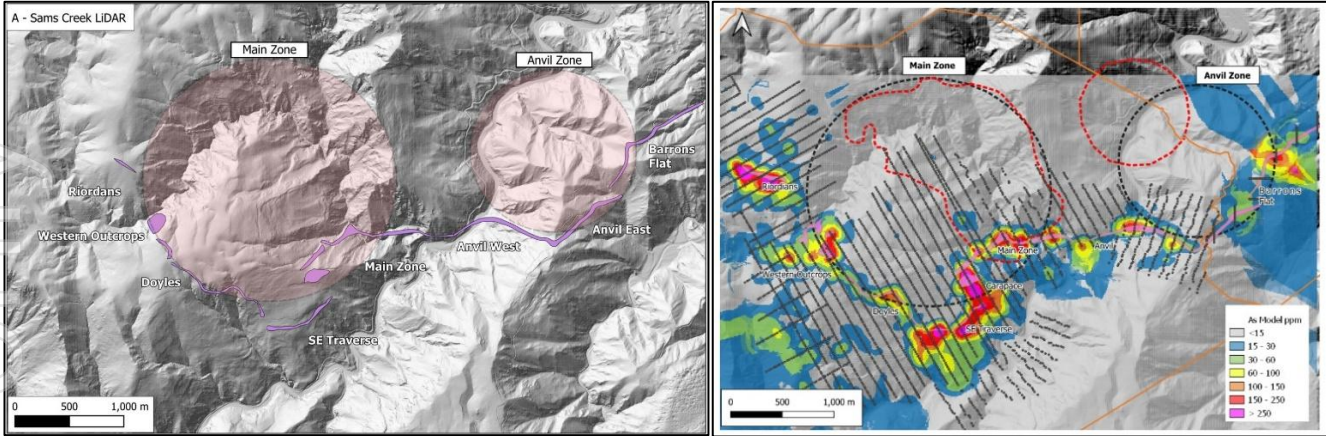 A - Sams Creek LiDAR
Main Zone
Anvil Zone
Barrons
Flat
Riordans
Western Outcrops
Anvil East
Anvil West
Main Zone
Doyles
SE Traverse
0 500 1,000 m
Main Zone
Anvil Zone
Riordans
Barrons
Flat
Main Zone
Anvil
Western Outcrops
Carapace
Doyles
SE Traverse
As Model ppm
<15
15 - 30
30 - 60
60 - 100
100 - 150
150 - 250
> 250
0 500 1,000 m